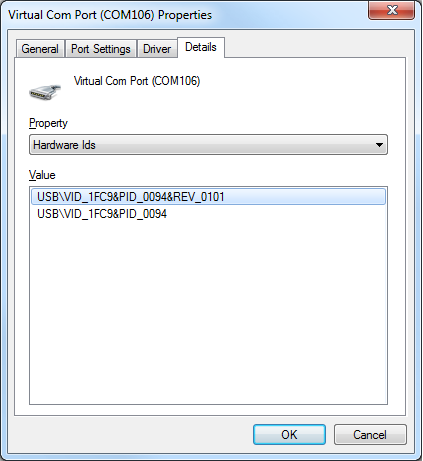 Virtual Com Port (COM106) Properties
General Port Settings Driver Details
Virtual Com Port (COM106)
Property
Hardware Ids
Value
USB\VID_1FC9&PID_0094&REV_0101
USB\VID_1FC9&PID_0094
OK Cancel